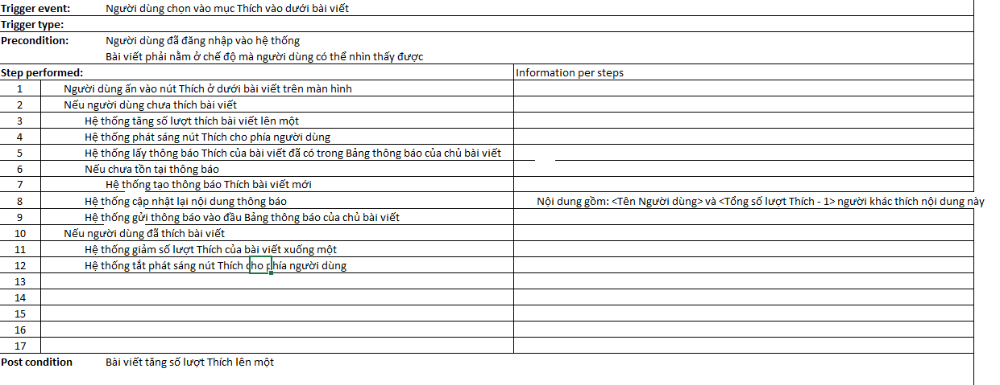 Trigger event: Người dùng chọn vào mục Thích vào dưới bài viết
Trigger type:
Precondition: Người dùng đã đăng nhập vào hệ thống
Bài viết phải nằm ở chế độ mà người dùng có thể nhìn thấy được
Step performed: Information per steps
1 Người dùng ấn vào nút Thích ở dưới bài viết trên màn hình
2 Nếu người dùng chưa thích bài viết
3 Hệ thống tăng số lượt thích bài viết lên một
4 Hệ thống phát sáng nút Thích cho phía người dùng
5 Hệ thống lấy thông báo Thích của bài viết đã có trong Bảng thông báo của chủ bài viết
6 Nếu chưa tồn tại thông báo
7 Hệ thống tạo thông báo Thích bài viết mới
8 Hệ thống cập nhật lại nội dung thông báo Nội dung gồm: <Tên Người dùng> và <Tổng số lượt Thích - 1> người khác thích nội dung này
9 Hệ thống gửi thông báo vào đầu Bảng thông báo của chủ bài viết
10 Nếu người dùng đã thích bài viết
11 Hệ thống giảm số lượt Thích của bài viết xuống một
12 Hệ thống tắt phát sáng nút Thích cho phía người dùng
13
14
15
16
17
Post condition Bài viết tăng số lượt Thích lên một